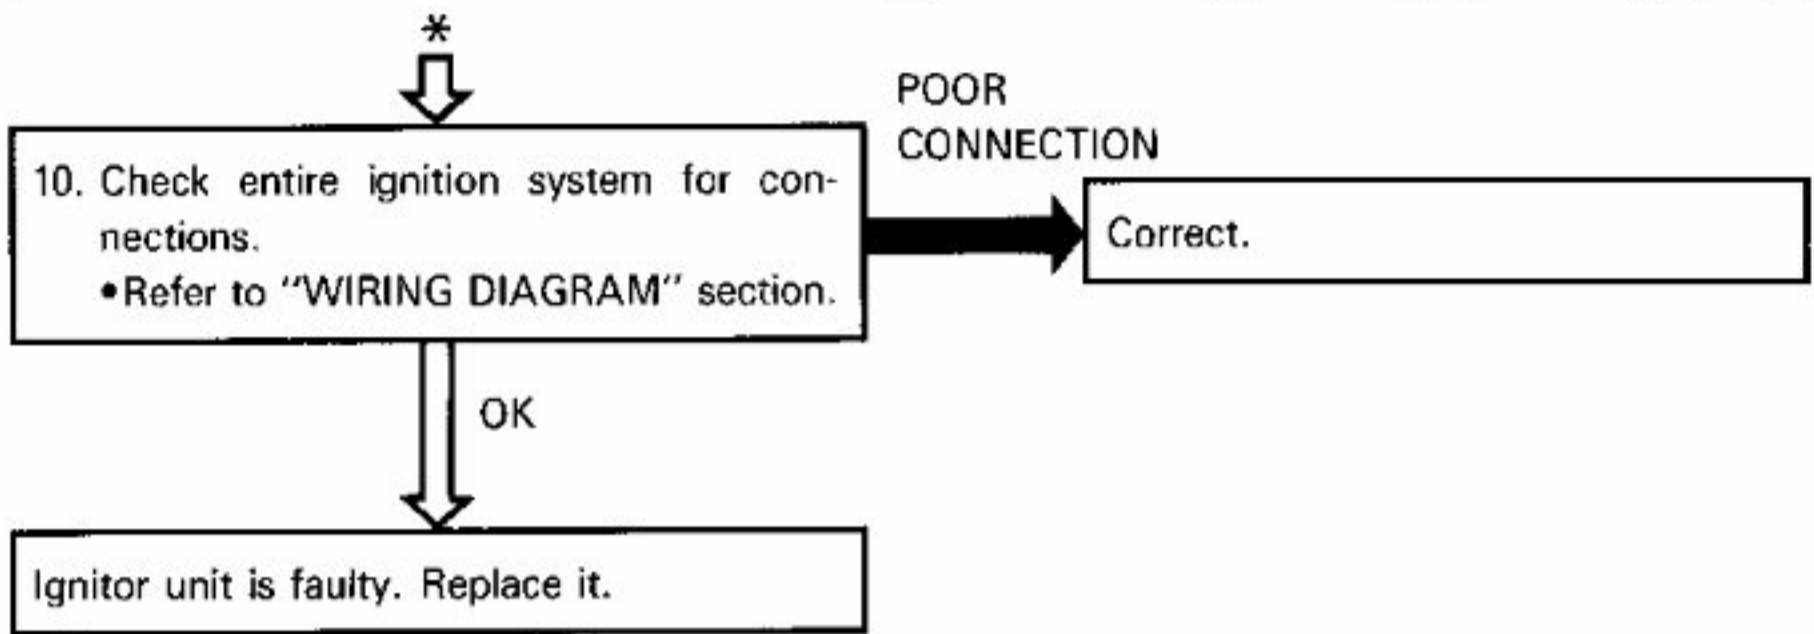 *
POOR
CONNECTION
10. Check entire ignition system for con-
nections.
•Refer to "WIRING DIAGRAM" section.
Correct.
OK
Ignitor unit is faulty. Replace it.